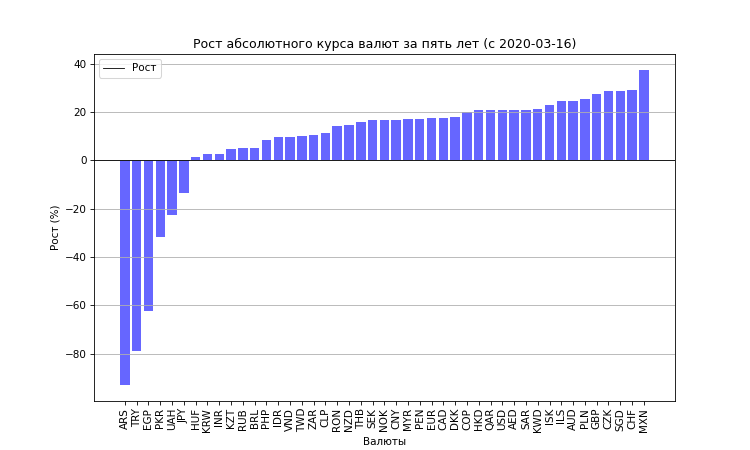 Рост абсолютного курса валют за пять лет (с 2020-03-16)
Рост
Рост (%)
40
20
0
−20
−40
−60
−80
ARS TRY EGP PKR UAH JPY HUF KRW INR KZT RUB BRL PHP IDR VND TWD ZAR CLP RON NZD THB SEK NOK CNY MYR PEN EUR CAD DKK COP HKD QAR USD AED SAR KWD ISK ILS AUD PLN GBP CZK SGD CHF MXN
Валюты